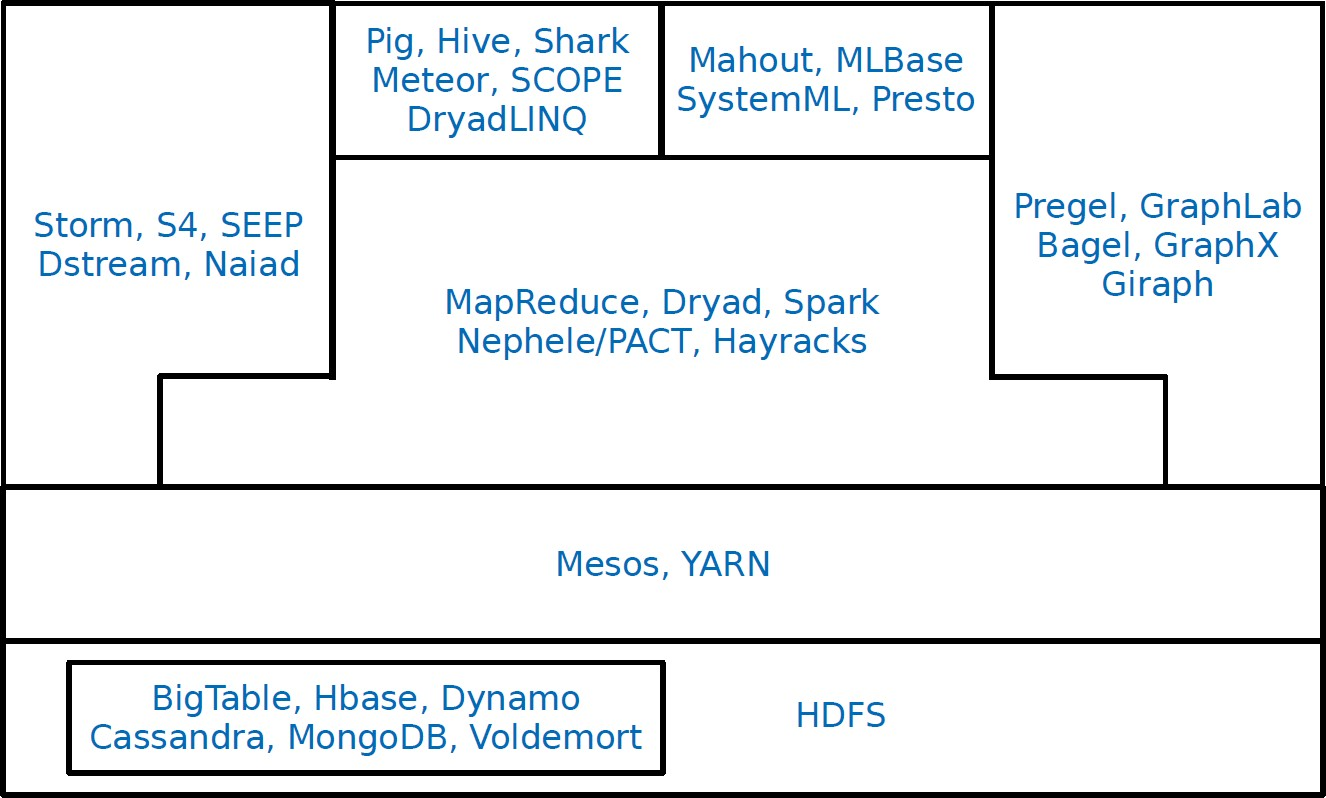 Pig, Hive, Shark
Meteor, SCOPE
DryadLINQ
Mahout, MLBase
SystemML, Presto
Storm, S4, SEEP
Dstream, Naiad
Pregel, GraphLab
Bagel, GraphX
Giraph
MapReduce, Dryad, Spark
Nephele/PACT, Hayracks
Mesos, YARN
BigTable, Hbase, Dynamo
Cassandra, MongoDB, Voldemort
HDFS